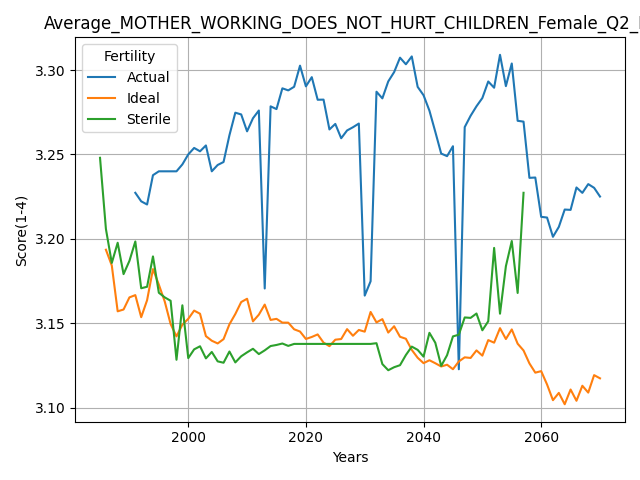 Average_MOTHER_WORKING_DOES_NOT_HURT_CHILDREN_Female_Q2_
Fertility
Actual
Ideal
Sterile
Score(1-4)
3.30
3.25
3.20
3.15
3.10
2000 2020 2040 2060
Years